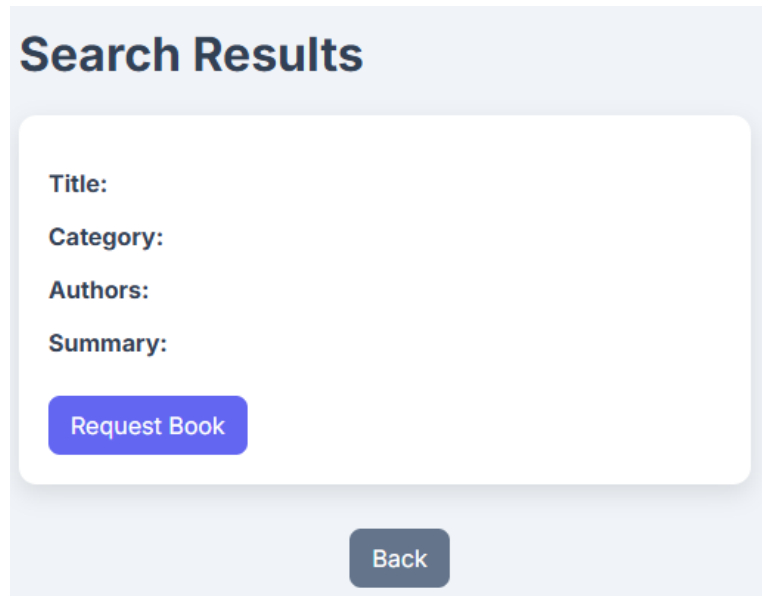 Search Results
Title:
Category:
Authors:
Summary:
Request Book
Back